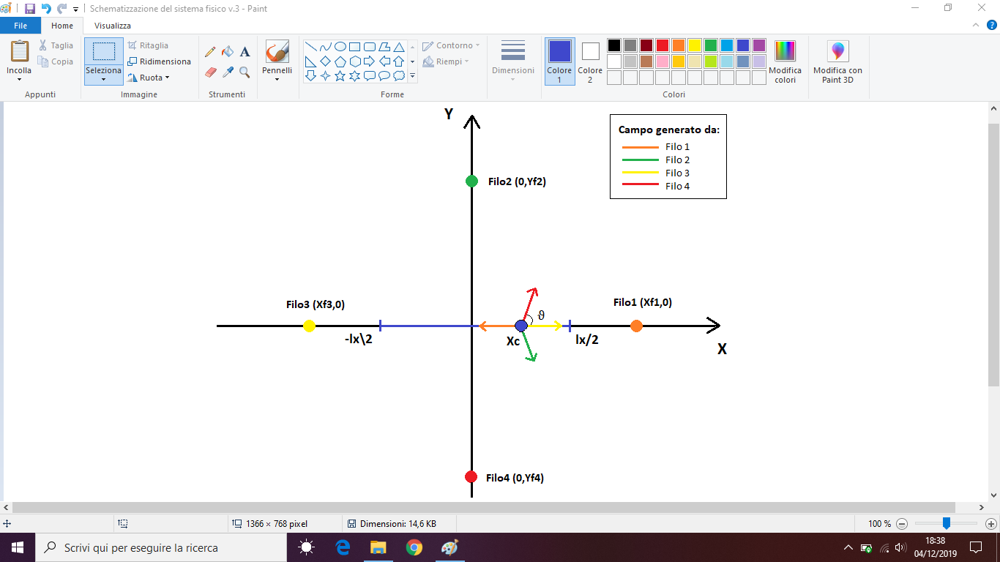 Schematizzazione del sistema fisico v.3 - Paint
File Home Visualizza
Incolla
Taglia
Copia
Appunti
Seleziona
Ritaglia
Ridimensiona
Ruota
Immagine
A
Strumenti
Pennelli
Contorno
Riempi
Forme
Dimensioni
Colore
1
Colore
2
Modifica
colori
Colori
Modifica con
Paint 3D
Y
Campo generato da:
Filo 1
Filo 2
Filo 3
Filo 4
Filo2 (0,Yf2)
Filo3 (Xf3,0)
Filo1 (Xf1,0)
ϑ
-lx\2
Xc
lx/2
X
Filo4 (0,Yf4)
1366 × 768 pixel
Dimensioni: 14,6 KB
100 %
Scrivi qui per eseguire la ricerca
18:38
04/12/2019